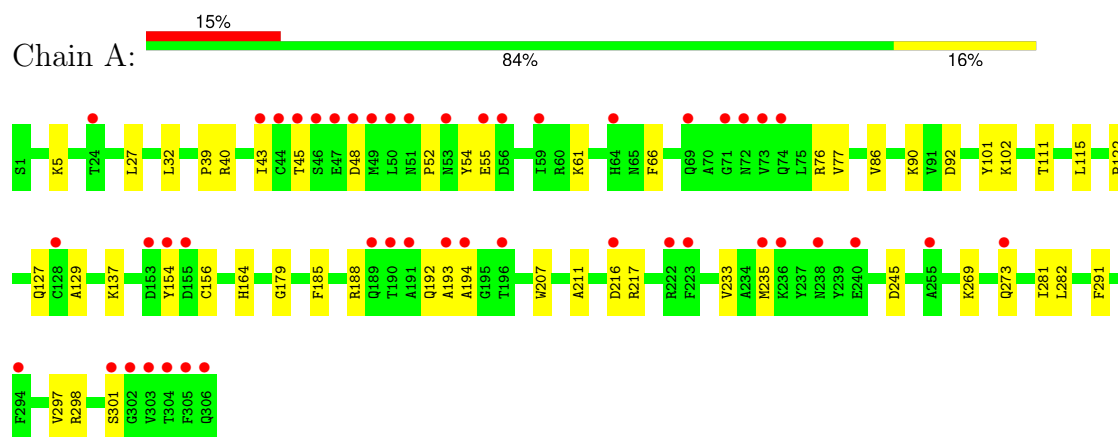 15%
Chain A:
84%
16%
S1 K5 T24 L27 L32 P39 R40 I43 C44 T45 S46 E47 D48 M49 L50 N51 P52 N53 Y54 E55 D56 I59 R60 K61 H64 N65 F66 Q69 A70 G71 N72 V73 Q74 L75 R76 V77 V86 K90 V91 D92 Y101 K102 T111 L115
Q127 C128 A129 K137 D153 Y154 D155 C156 H164 G179 F185 R188 Q189 T190 A191 Q192 A193 A194 G195 T196 W207 A211 D216 R217 R222 F223 V233 A234 M235 K236 Y237 N238 Y239 E240 D245 A255 K269 Q273 I281 L282 F291
F294 V297 R298 S301 G302 V303 T304 F305 Q306